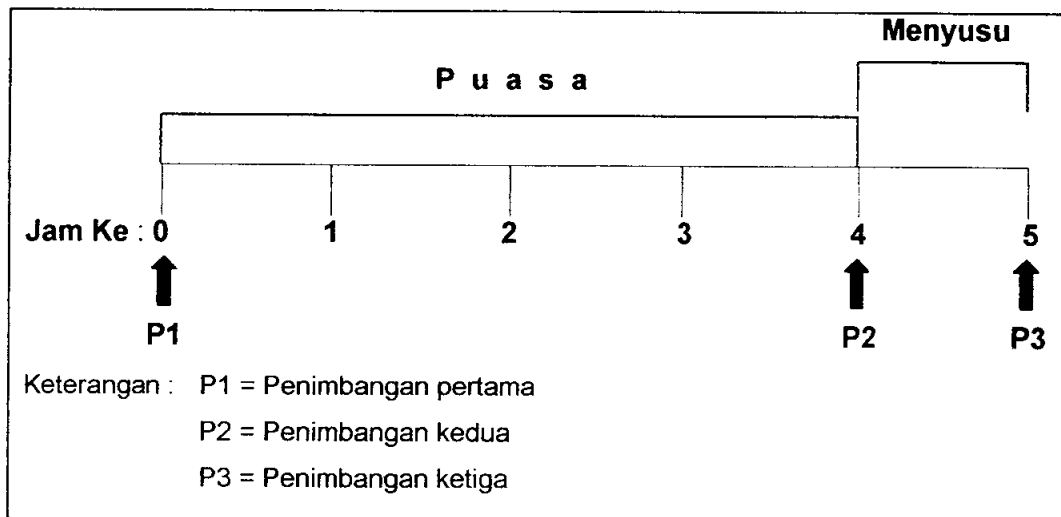 Menyusu
P u a s a
Jam Ke : 0 1 2 3 4 5
P1 P2 P3
Keterangan : P1 = Penimbangan pertama
P2 = Penimbangan kedua
P3 = Penimbangan ketiga